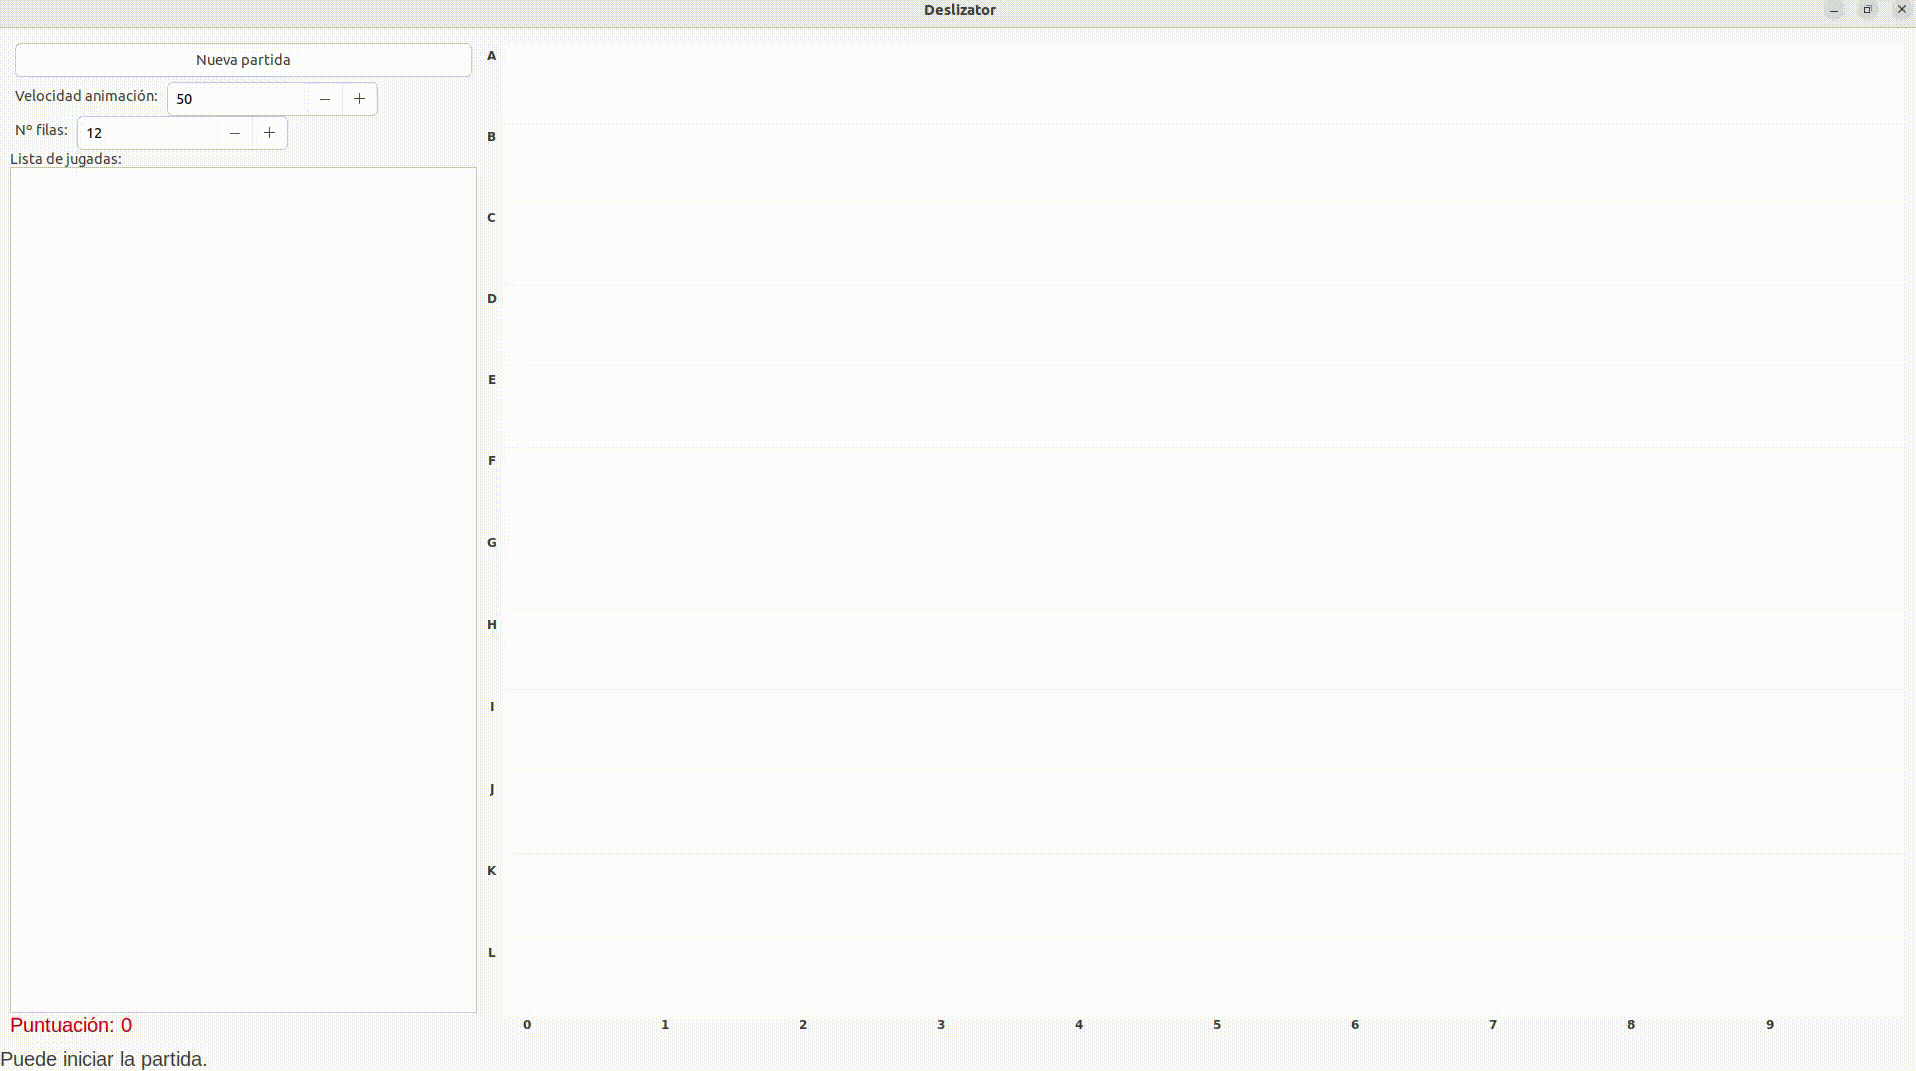 Deslizator
Nueva partida
Velocidad animación: 50
Nº filas: 12
Lista de jugadas:
A
B
C
D
E
F
G
H
I
J
K
L
0 1 2 3 4 5 6 7 8 9
Puntuación: 0
Puede iniciar la partida.